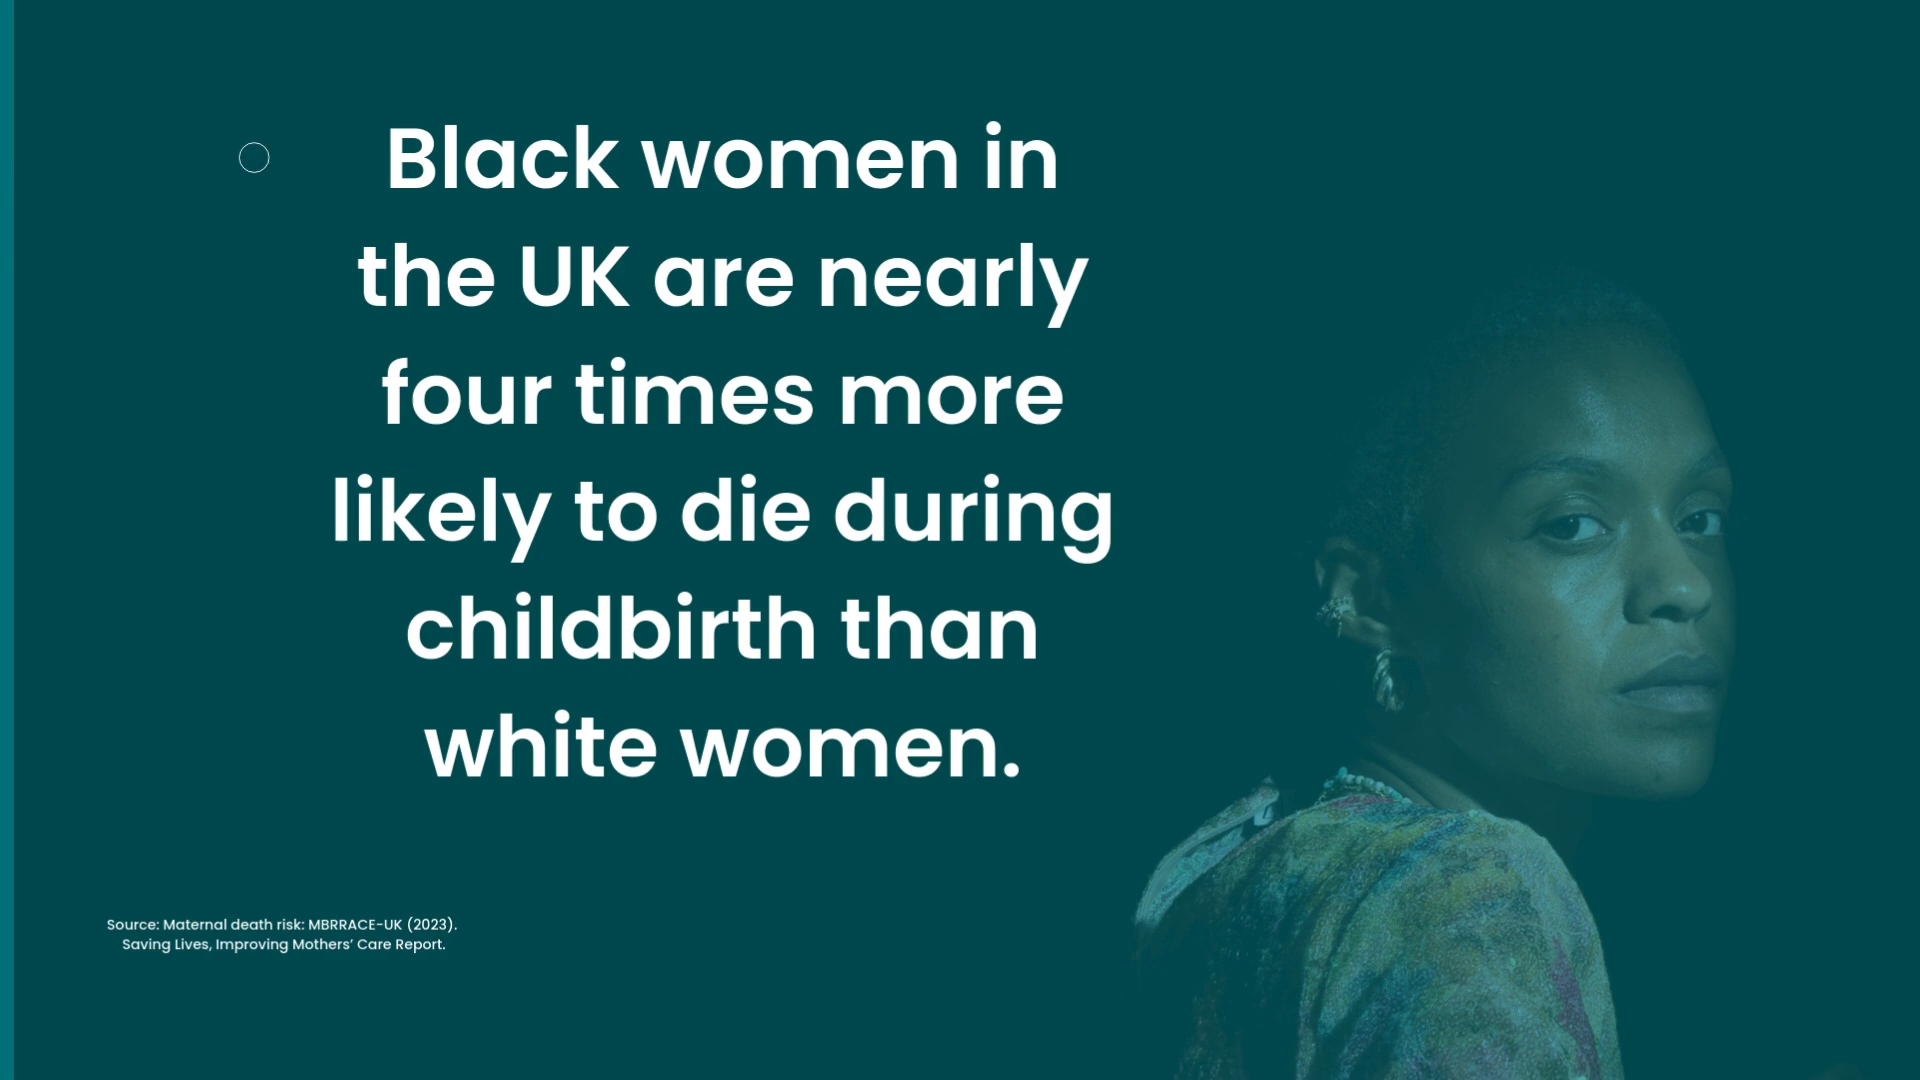 Black women in
the UK are nearly
four times more
likely to die during
childbirth than
white women.
Source: Maternal death risk: MBRRACE-UK (2023).
Saving Lives, Improving Mothers’ Care Report.